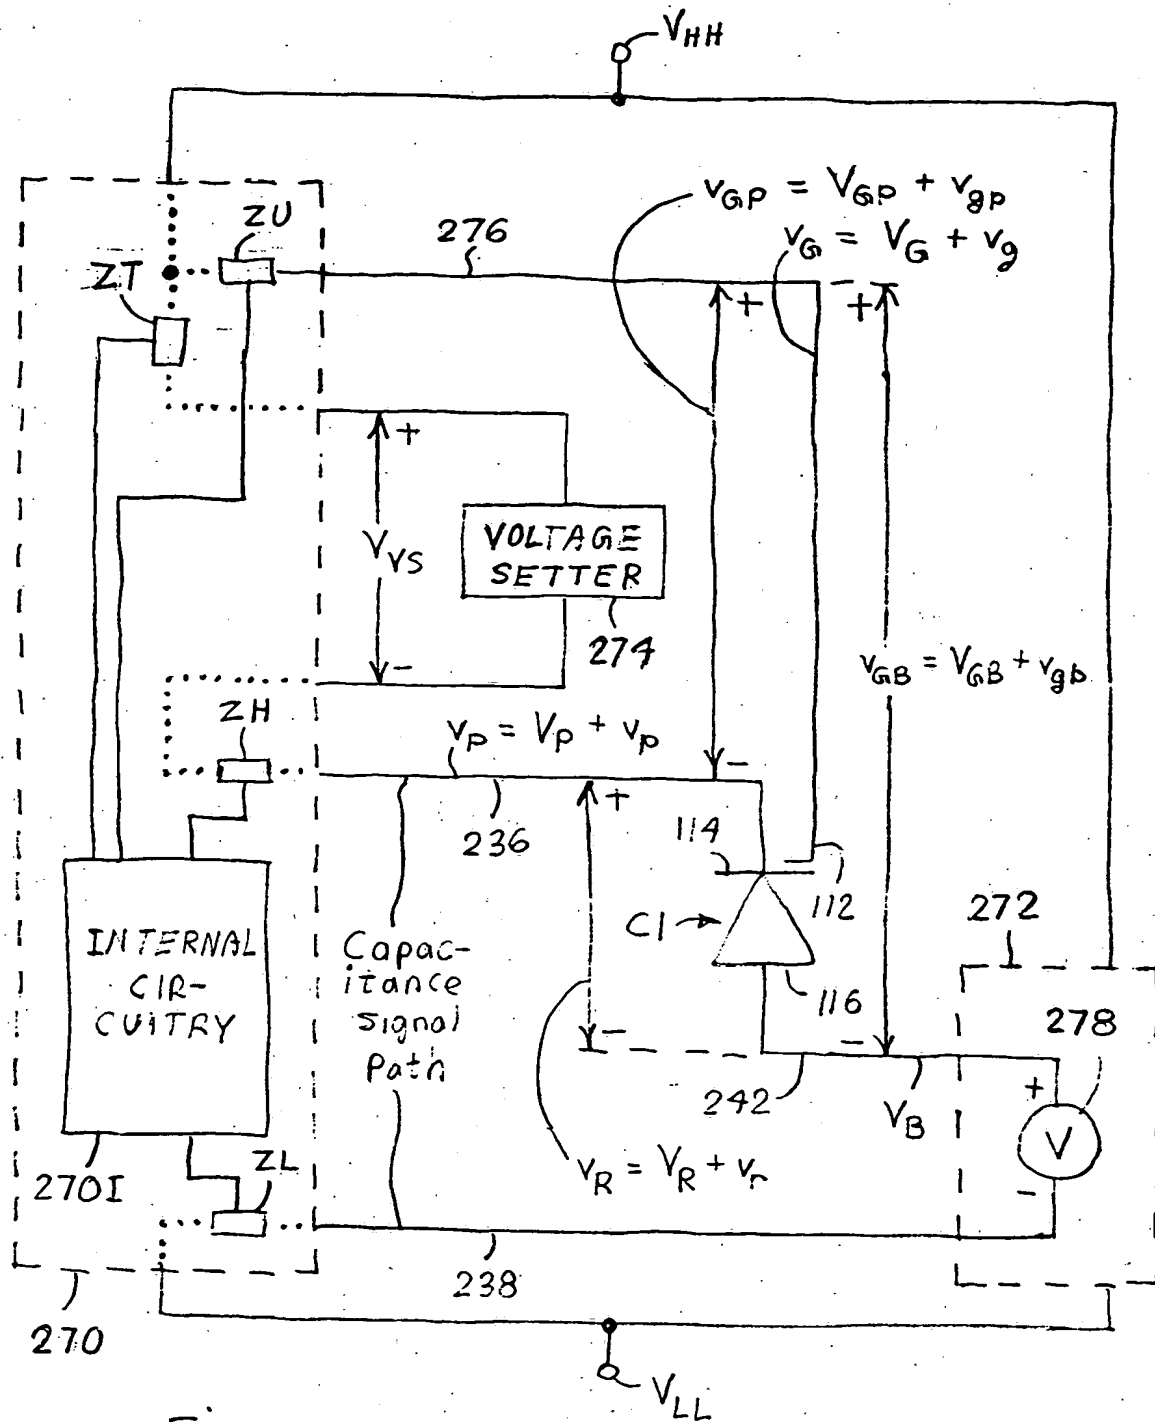 V_HH
v_GP = V_GP + v_gp
v_G = V_G + v_g
ZU
276
ZT
+
+
+
V_VS
VOLTAGE
SETTER
-
274
v_GB = V_GB + v_gb
ZH
v_P = V_P + v_p
-
+
236
114
112
C1
272
INTERNAL
CIR-
CUITRY
Capac-
itance
Signal
Path
116
278
-
-
242
V_B
+
V
-
270I
ZL
v_R = V_R + v_r
238
270
V_LL